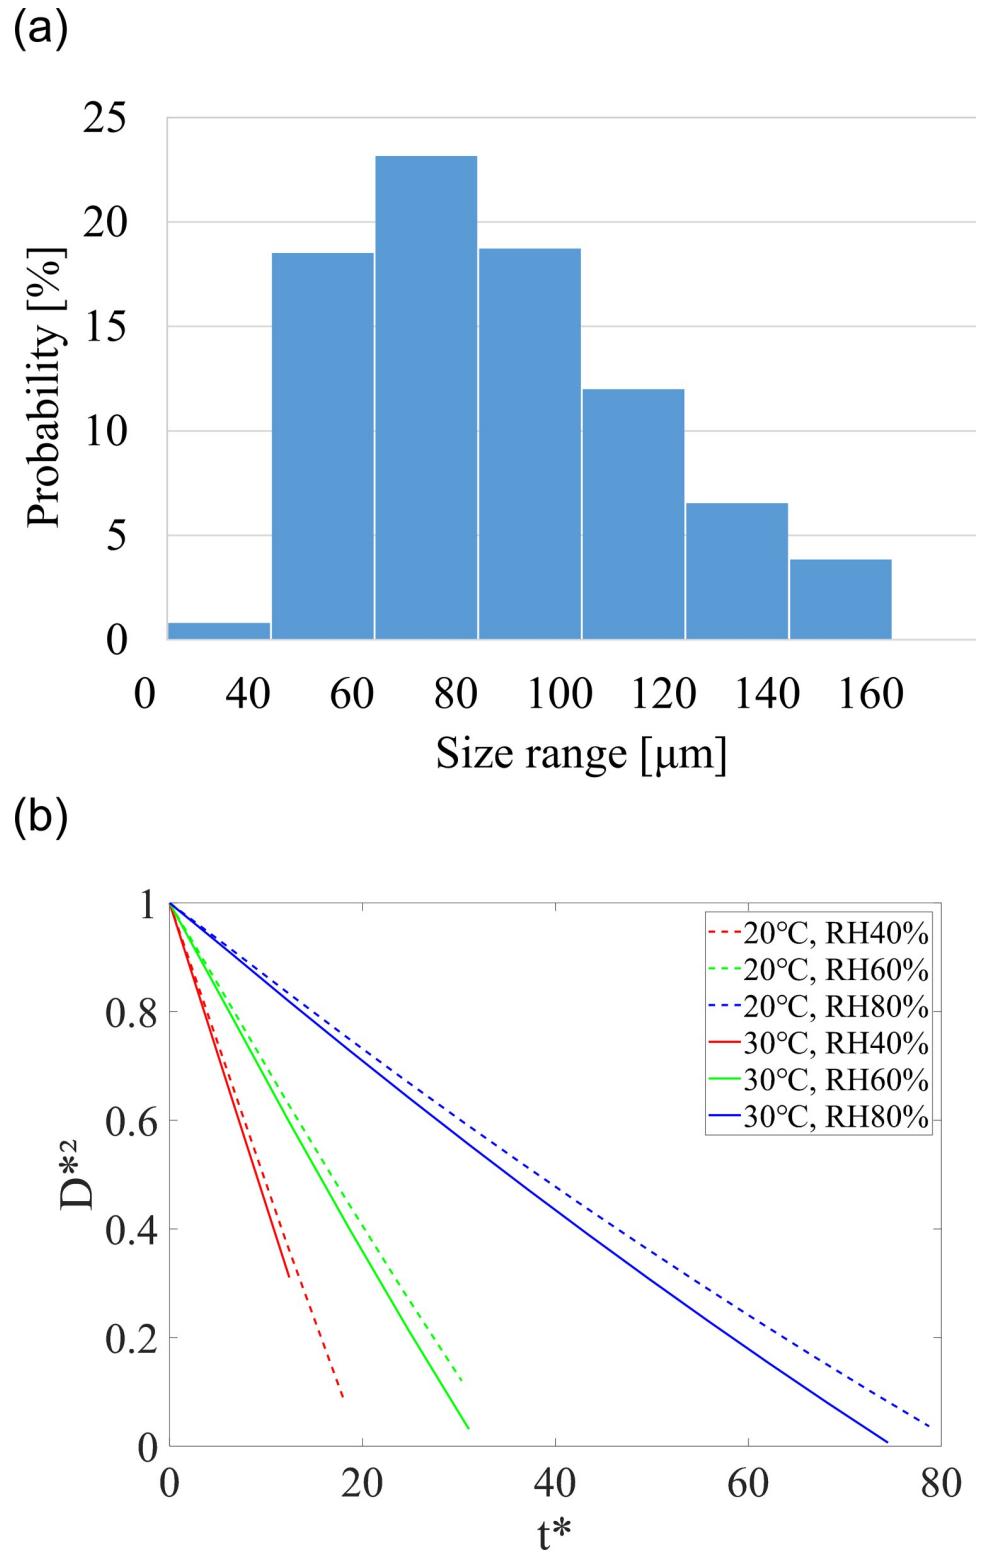 (a)
25
20
15
10
5
0
Probability [%]
0 40 60 80 100 120 140 160
Size range [μm]
(b)
1
0.8
0.6
0.4
0.2
0
D*²
20℃, RH40%
20℃, RH60%
20℃, RH80%
30℃, RH40%
30℃, RH60%
30℃, RH80%
0 20 40 60 80
t*